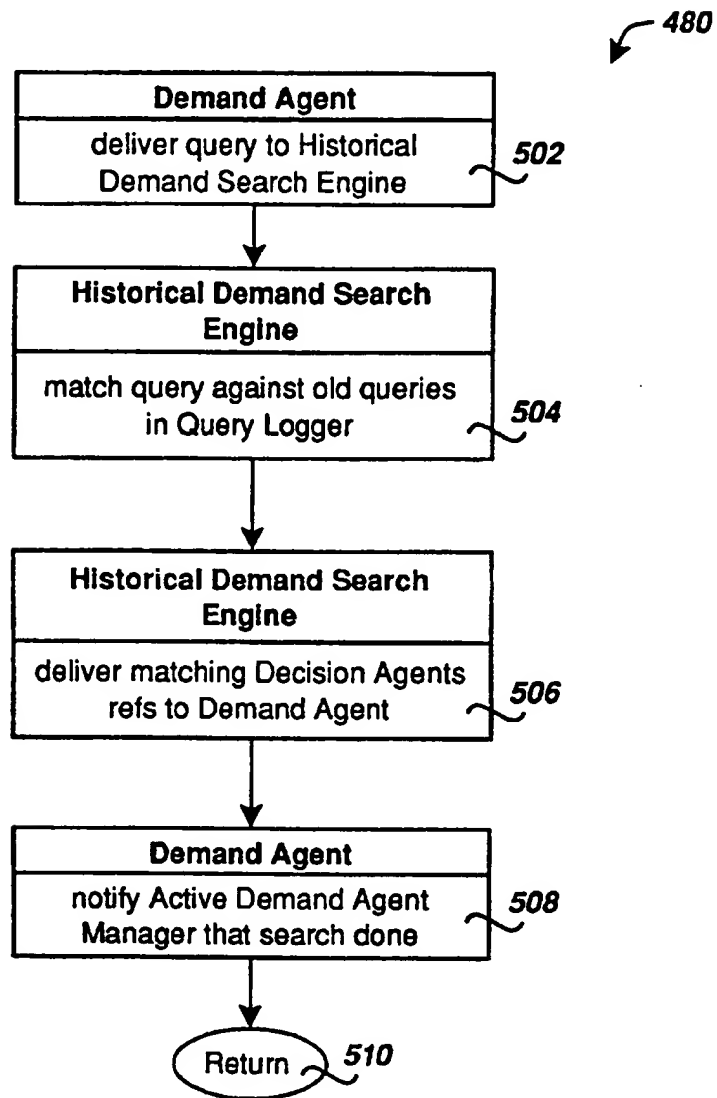 480
Demand Agent
deliver query to Historical
Demand Search Engine
502
Historical Demand Search
Engine
match query against old queries
in Query Logger
504
Historical Demand Search
Engine
deliver matching Decision Agents
refs to Demand Agent
506
Demand Agent
notify Active Demand Agent
Manager that search done
508
Return
510